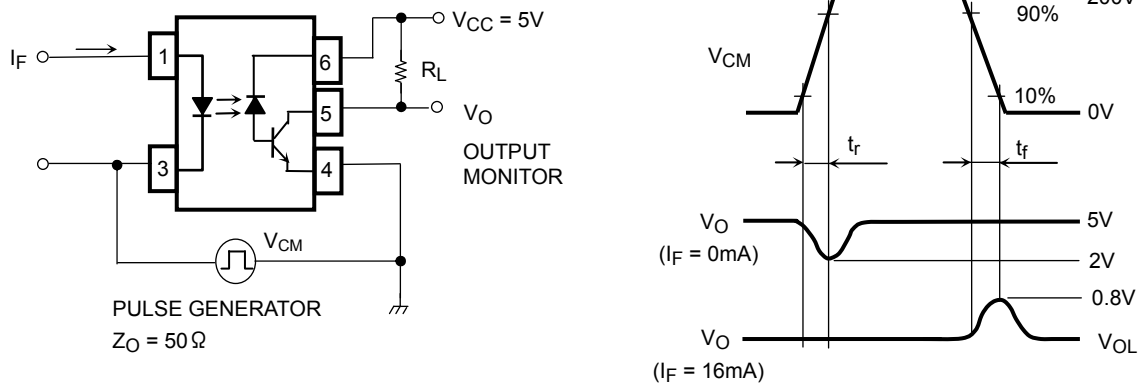 I_F
1
3
6
5
4
V_CC = 5V
R_L
V_O
OUTPUT
MONITOR
V_CM
PULSE GENERATOR
Z_O = 50 Ω
90%
V_CM
10%
0V
t_r
t_f
V_O
5V
(I_F = 0mA)
2V
0.8V
V_O
V_OL
(I_F = 16mA)